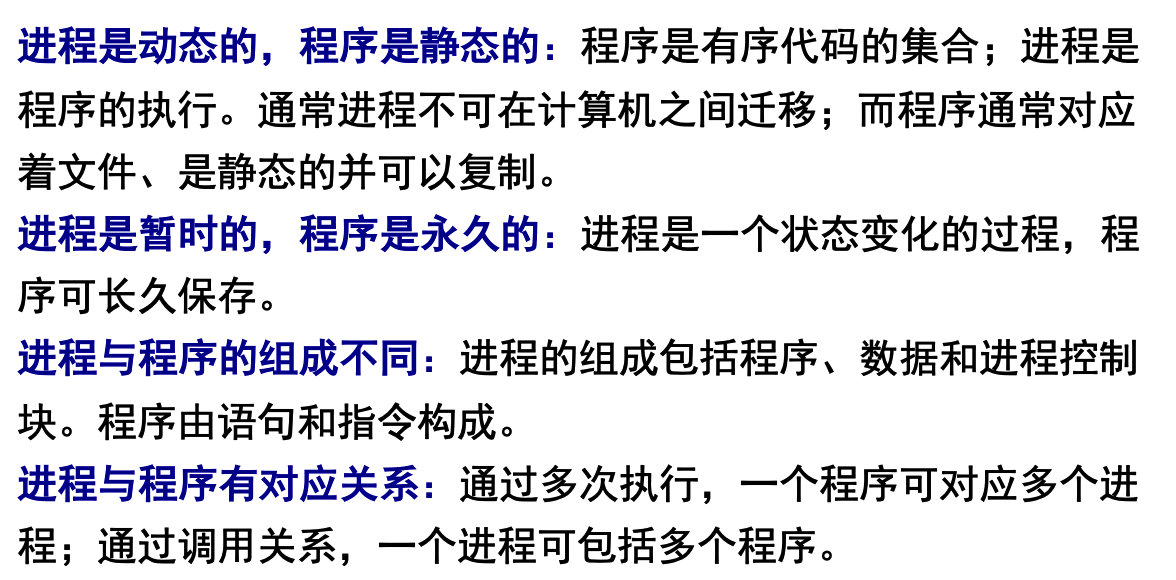 进程是动态的，程序是静态的：程序是有序代码的集合；进程是
程序的执行。通常进程不可在计算机之间迁移；而程序通常对应
着文件、是静态的并可以复制。
进程是暂时的，程序是永久的：进程是一个状态变化的过程，程
序可长久保存。
进程与程序的组成不同：进程的组成包括程序、数据和进程控制
块。程序由语句和指令构成。
进程与程序有对应关系：通过多次执行，一个程序可对应多个进
程；通过调用关系，一个进程可包括多个程序。